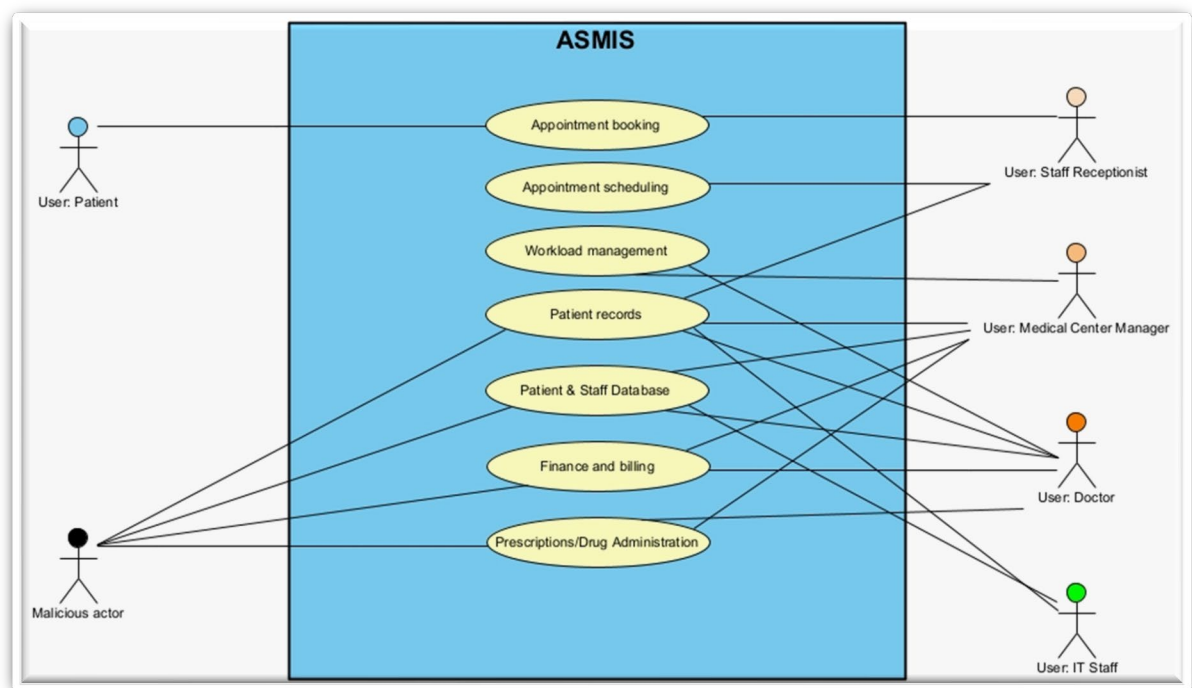 ASMIS
Appointment booking
Appointment scheduling
Workload management
Patient records
Patient & Staff Database
Finance and billing
Prescriptions/Drug Administration
User: Patient
Malicious actor
User: Staff Receptionist
User: Medical Center Manager
User: Doctor
User: IT Staff